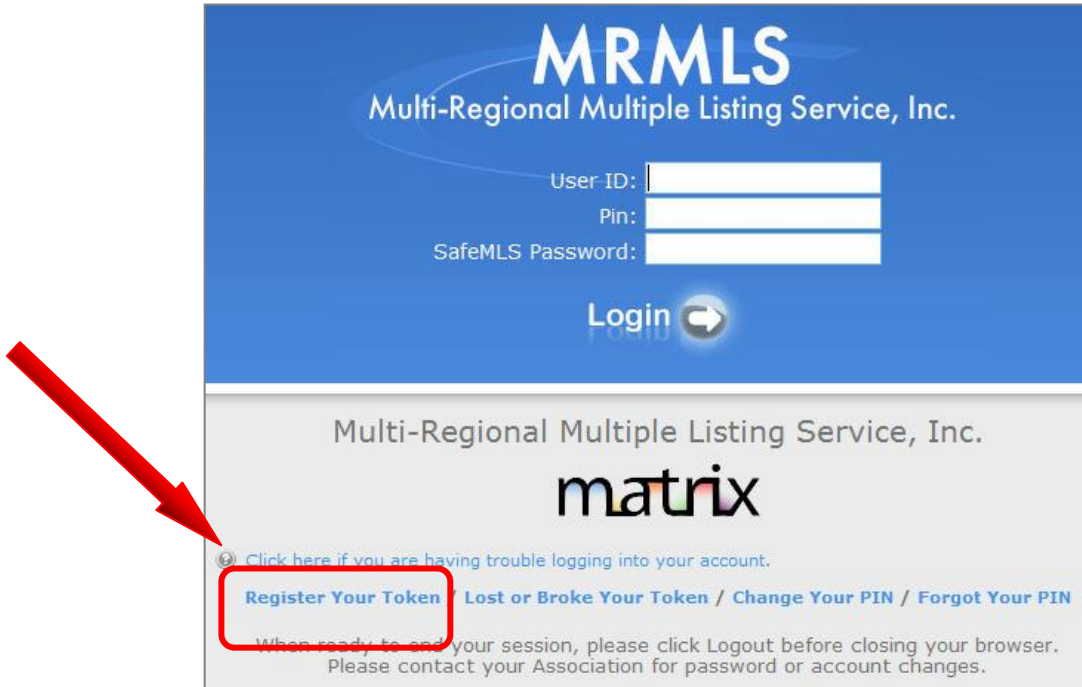 MRMLS
Multi-Regional Multiple Listing Service, Inc.
User ID:
Pin:
SafeMLS Password:
Login
Multi-Regional Multiple Listing Service, Inc.
matrix
Click here if you are having trouble logging into your account.
Register Your Token / Lost or Broke Your Token / Change Your PIN / Forgot Your PIN
When ready to end your session, please click Logout before closing your browser.
Please contact your Association for password or account changes.